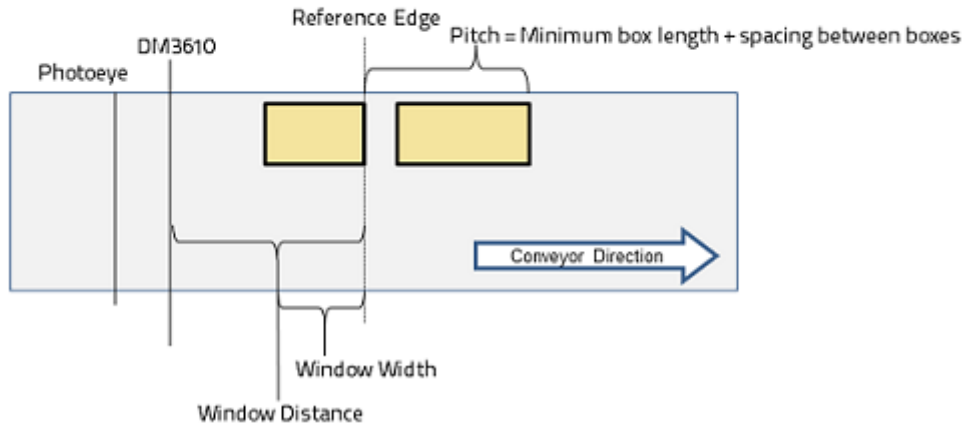 Reference Edge
Pitch = Minimum box length + spacing between boxes
DM3610
Photoeye
Conveyor Direction
Window Width
Window Distance